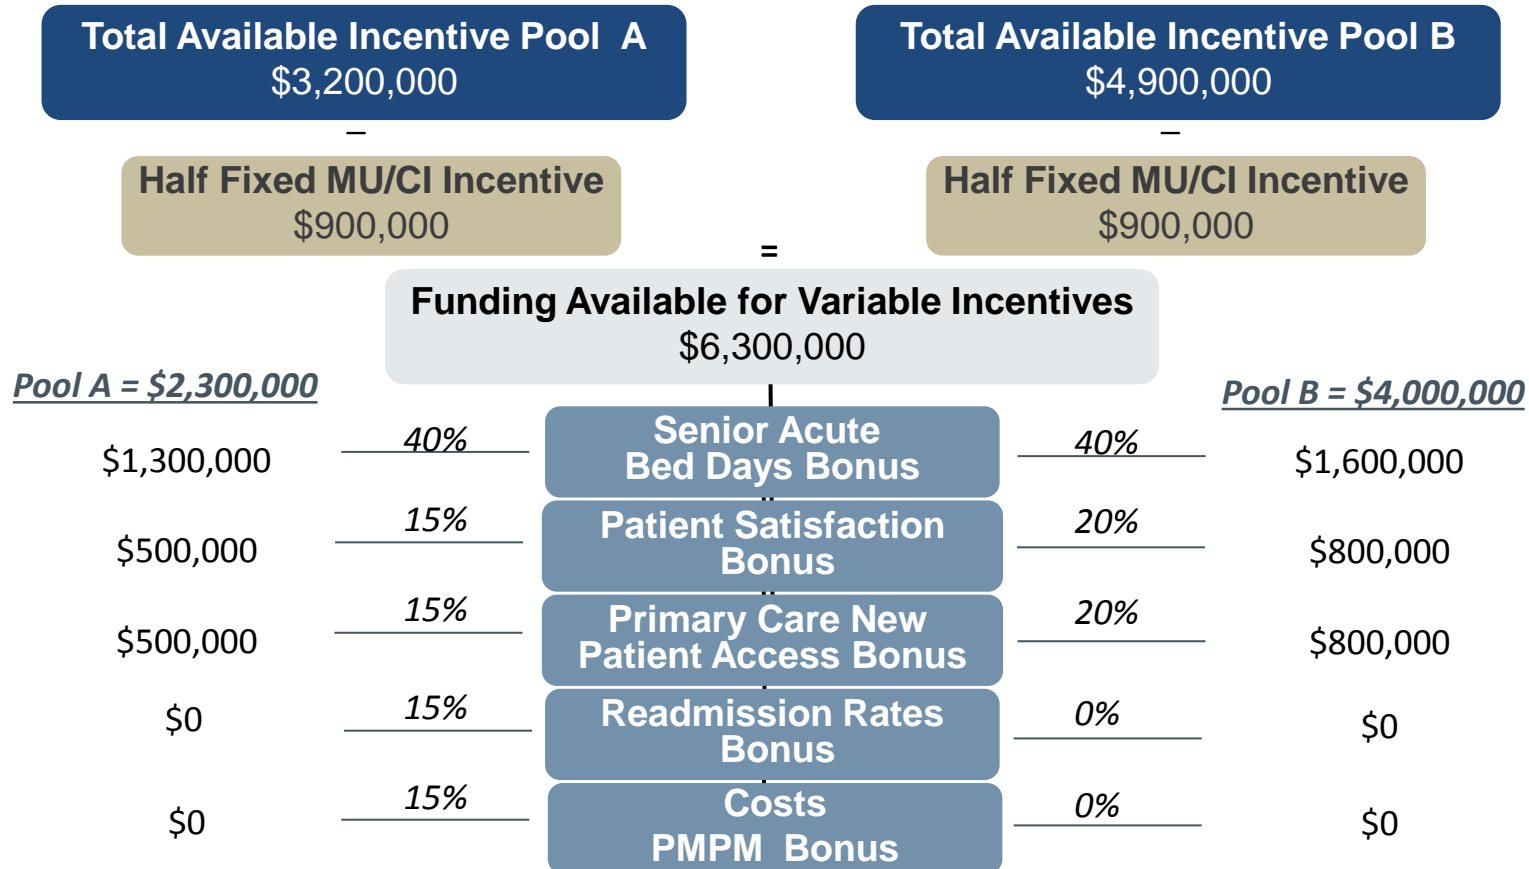 Total Available Incentive Pool A
$3,200,000
Total Available Incentive Pool B
$4,900,000
–
–
Half Fixed MU/CI Incentive
$900,000
Half Fixed MU/CI Incentive
$900,000
=
Funding Available for Variable Incentives
$6,300,000
Pool A = $2,300,000
Pool B = $4,000,000
$1,300,000
40%
Senior Acute
Bed Days Bonus
40%
$1,600,000
$500,000
15%
Patient Satisfaction
Bonus
20%
$800,000
$500,000
15%
Primary Care New
Patient Access Bonus
20%
$800,000
$0
15%
Readmission Rates
Bonus
0%
$0
$0
15%
Costs
PMPM Bonus
0%
$0